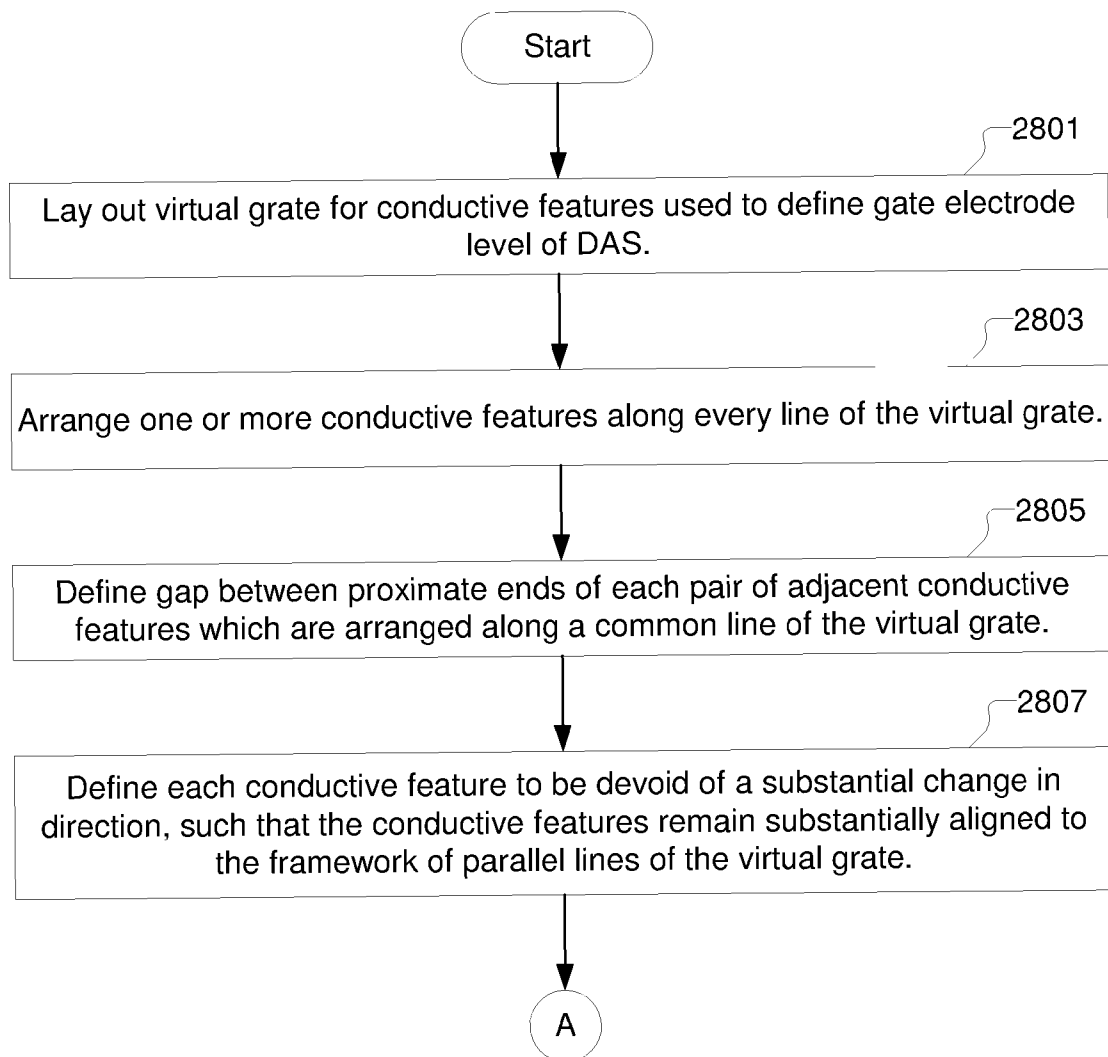 Start
2801
Lay out virtual grate for conductive features used to define gate electrode
level of DAS.
2803
Arrange one or more conductive features along every line of the virtual grate.
2805
Define gap between proximate ends of each pair of adjacent conductive
features which are arranged along a common line of the virtual grate.
2807
Define each conductive feature to be devoid of a substantial change in
direction, such that the conductive features remain substantially aligned to
the framework of parallel lines of the virtual grate.
A